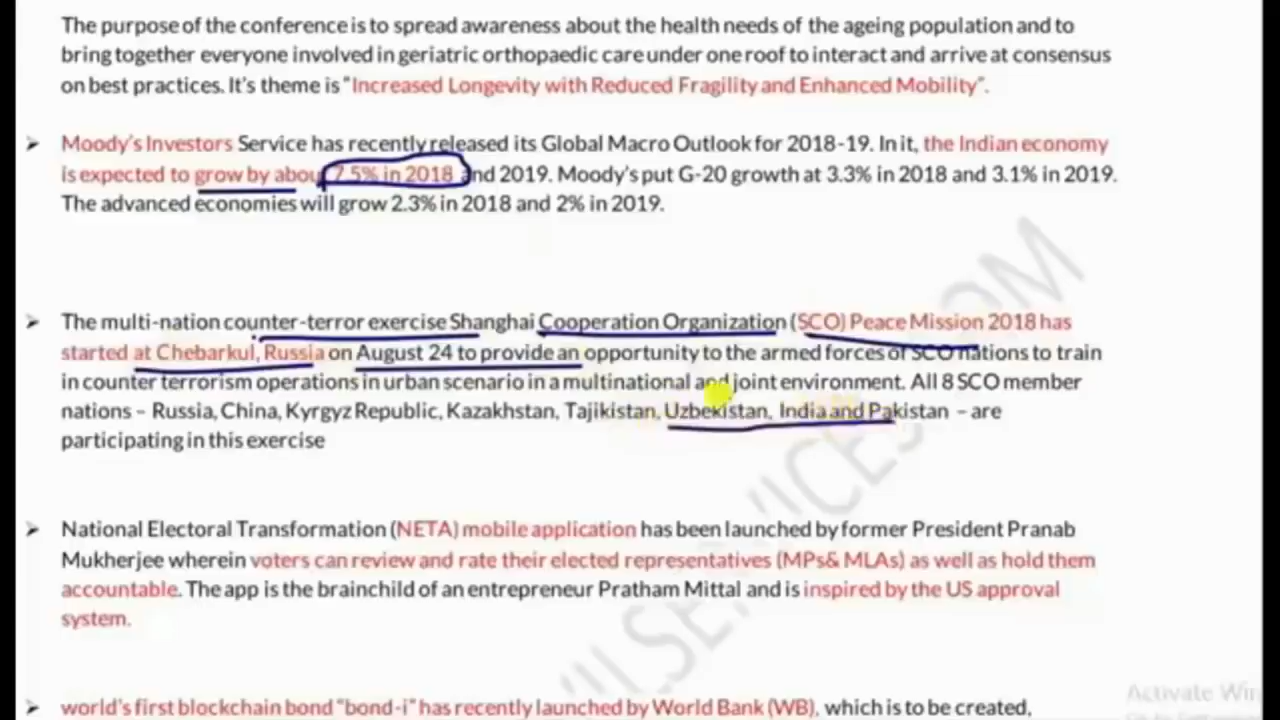 The purpose of the conference is to spread awareness about the health needs of the ageing population and to
bring together everyone involved in geriatric orthopaedic care under one roof to interact and arrive at consensus
on best practices. It's theme is "Increased Longevity with Reduced Fragility and Enhanced Mobility".
➢ Moody's Investors Service has recently released its Global Macro Outlook for 2018-19. In it, the Indian economy
is expected to grow by about 7.5% in 2018 and 2019. Moody's put G-20 growth at 3.3% in 2018 and 3.1% in 2019.
The advanced economies will grow 2.3% in 2018 and 2% in 2019.
➢ The multi-nation counter-terror exercise Shanghai Cooperation Organization (SCO) Peace Mission 2018 has
started at Chebarkul, Russia on August 24 to provide an opportunity to the armed forces of SCO nations to train
in counter terrorism operations in urban scenario in a multinational and joint environment. All 8 SCO member
nations – Russia, China, Kyrgyz Republic, Kazakhstan, Tajikistan, Uzbekistan, India and Pakistan – are
participating in this exercise
➢ National Electoral Transformation (NETA) mobile application has been launched by former President Pranab
Mukherjee wherein voters can review and rate their elected representatives (MPs& MLAs) as well as hold them
accountable. The app is the brainchild of an entrepreneur Pratham Mittal and is inspired by the US approval
system.
➢ world's first blockchain bond "bond-i" has recently launched by World Bank (WB), which is to be created,
Activate Win